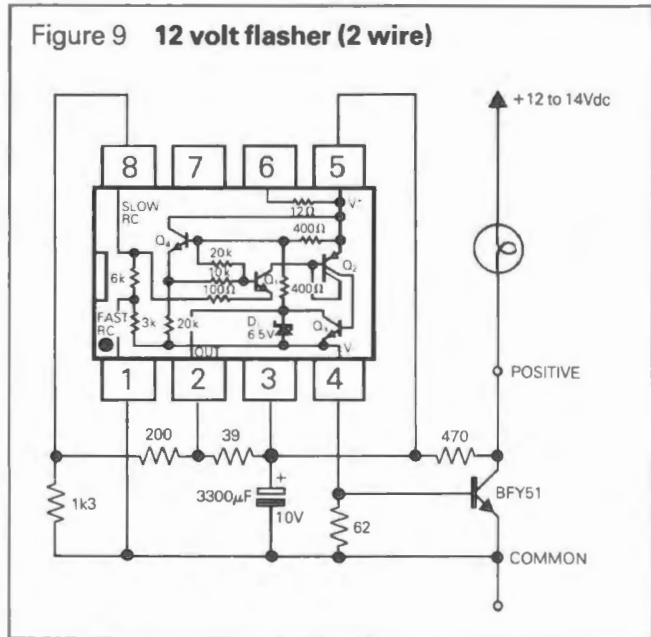 Figure 9 12 volt flasher (2 wire)
+ 12 to 14Vdc
8 7 6 5
SLOW
RC
12Ω
V+
Q4
400Ω
20k
10k
Q1
Q2
6k
100Ω
400Ω
FAST
RC
3k
20k
D1
6·5V
Q3
OUT
V-
1 2 3 4
POSITIVE
200
39
470
1k3
3300μF
+
10V
62
BFY51
COMMON